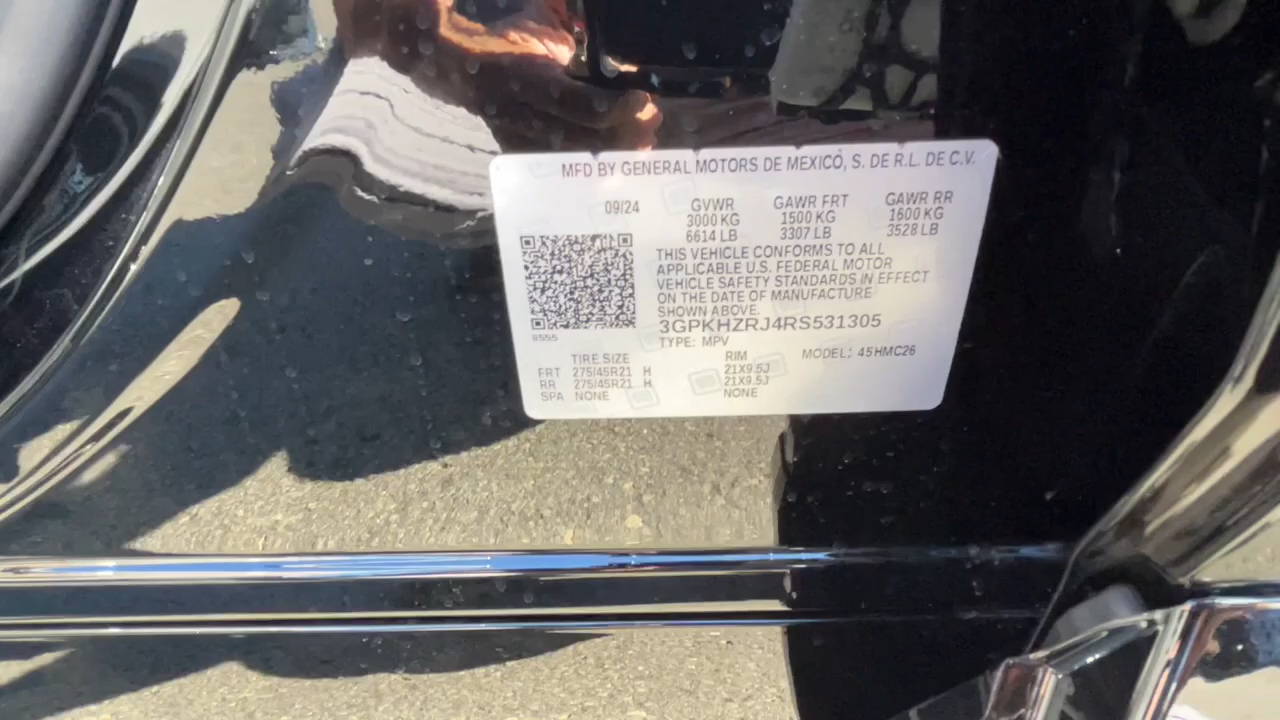 MFD BY GENERAL MOTORS DE MEXICO, S. DE R.L. DE C.V.
09/24 GVWR GAWR FRT GAWR RR
3000 KG 1500 KG 1600 KG
6614 LB 3307 LB 3528 LB
THIS VEHICLE CONFORMS TO ALL
APPLICABLE U.S. FEDERAL MOTOR
VEHICLE SAFETY STANDARDS IN EFFECT
ON THE DATE OF MANUFACTURE
SHOWN ABOVE.
3GPKHZRJ4RS531305
8555
TYPE: MPV MODEL: 45HMC26
TIRE SIZE RIM
FRT 275/45R21 H 21X9.5J
RR 275/45R21 H 21X9.5J
SPA NONE NONE